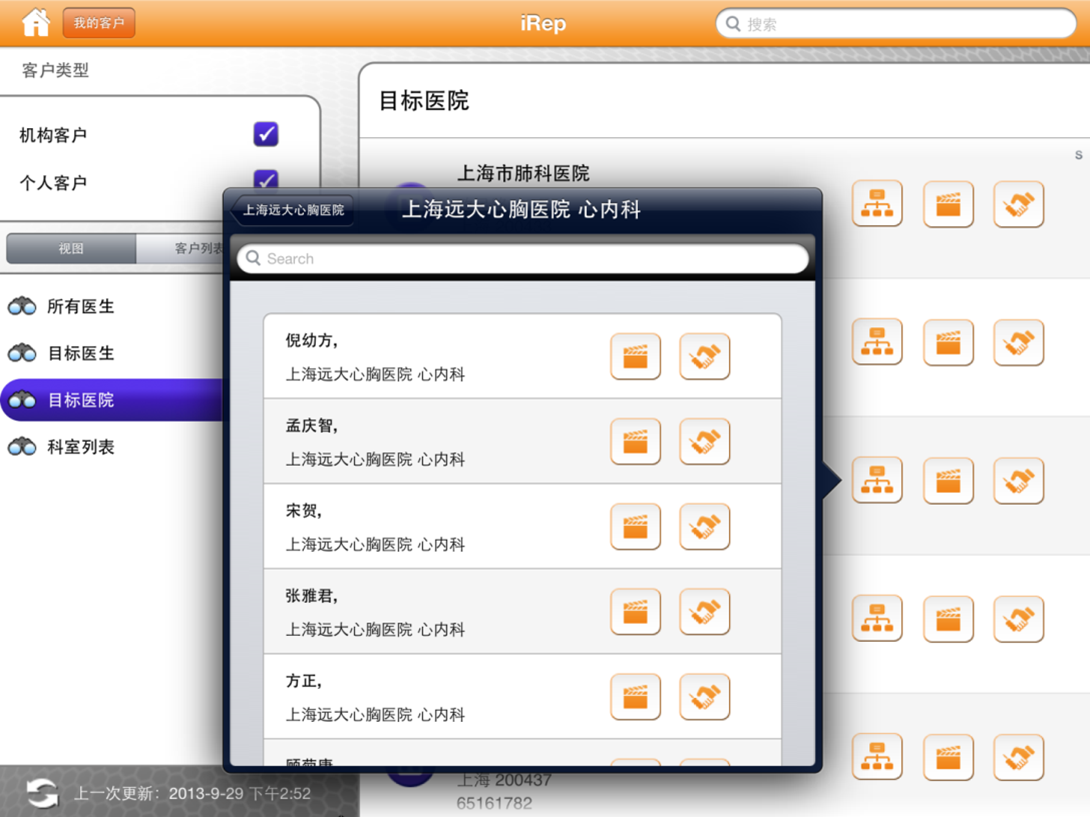 我的客户
iRep
搜索
客户类型
机构客户
个人客户
视图
客户列表
所有医生
目标医生
目标医院
科室列表
上一次更新：2013-9-29 下午2:52
目标医院
S
上海市肺科医院
上海远大心胸医院
上海远大心胸医院 心内科
Search
倪幼方,
上海远大心胸医院 心内科
孟庆智,
上海远大心胸医院 心内科
宋贺,
上海远大心胸医院 心内科
张雅君,
上海远大心胸医院 心内科
方正,
上海远大心胸医院 心内科
顾菊康
上海 200437
65161782